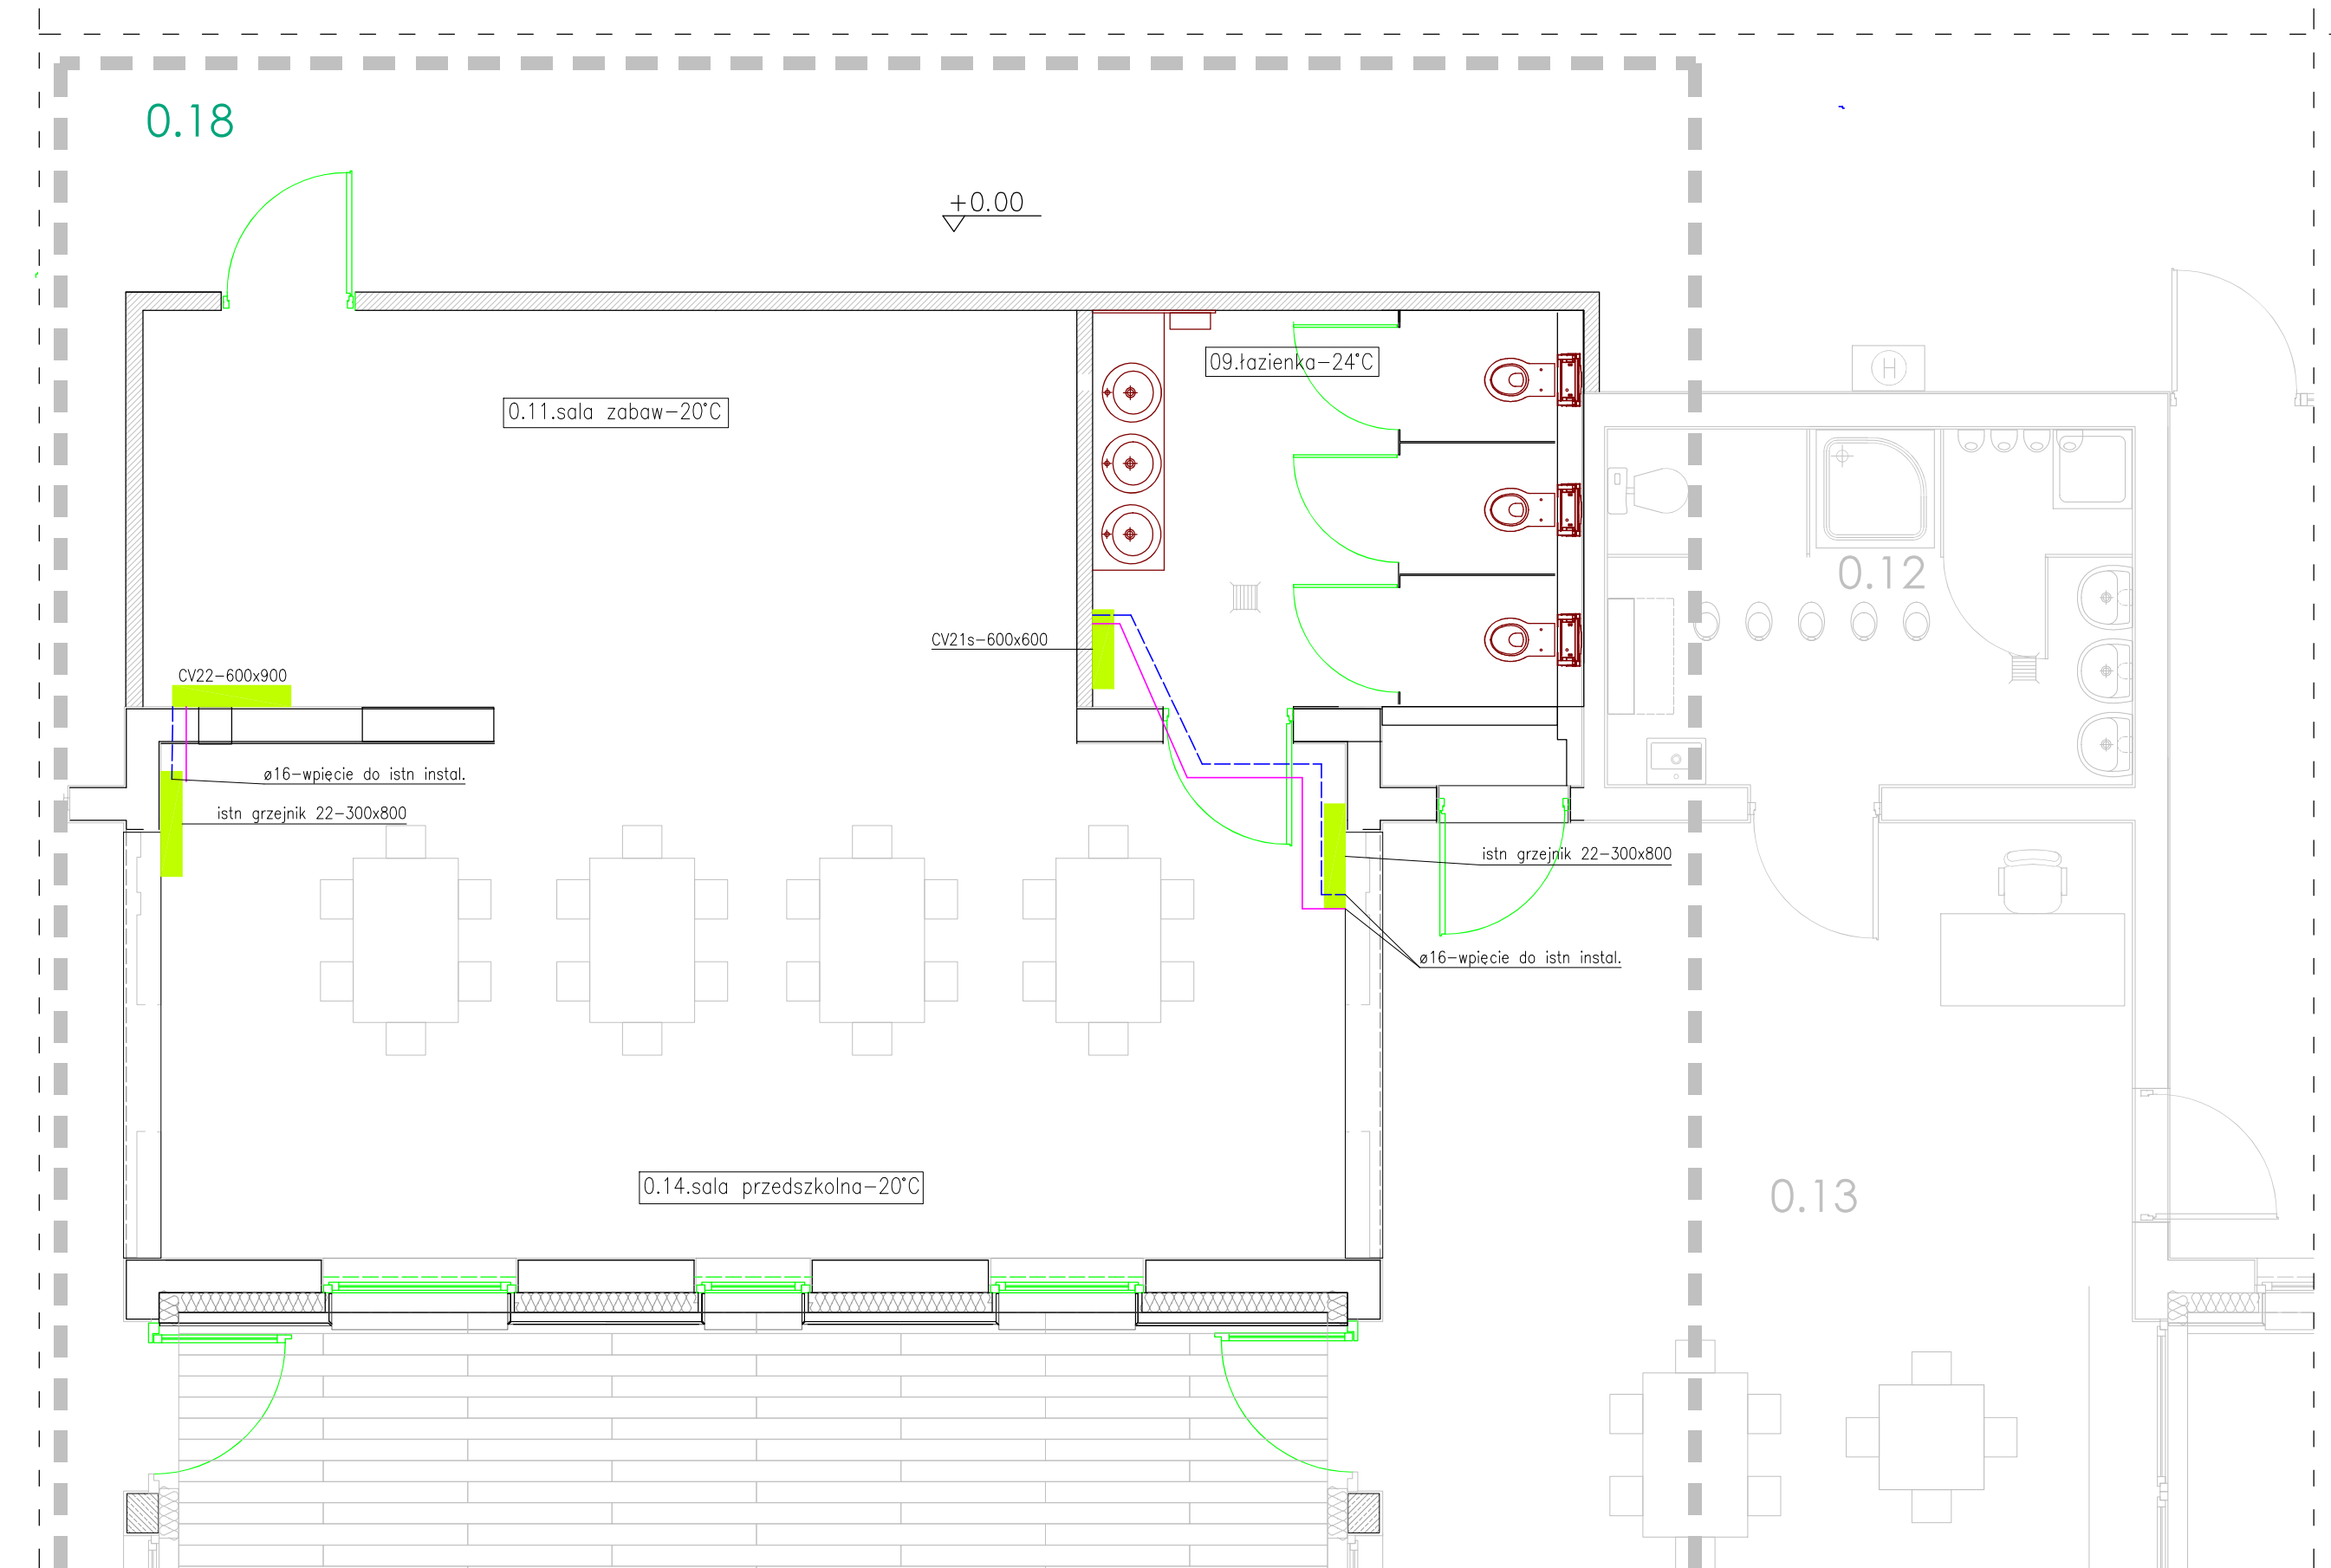 0.18
+0.00
09.łazienka-24°C
H
0.11.sala zabaw-20°C
0.12
CV21s-600x600
CV22-600x900
ø16-wpięcie do istn instal.
istn grzejnik 22-300x800
istn grzejnik 22-300x800
ø16-wpięcie do istn instal.
0.14.sala przedszkolna-20°C
0.13